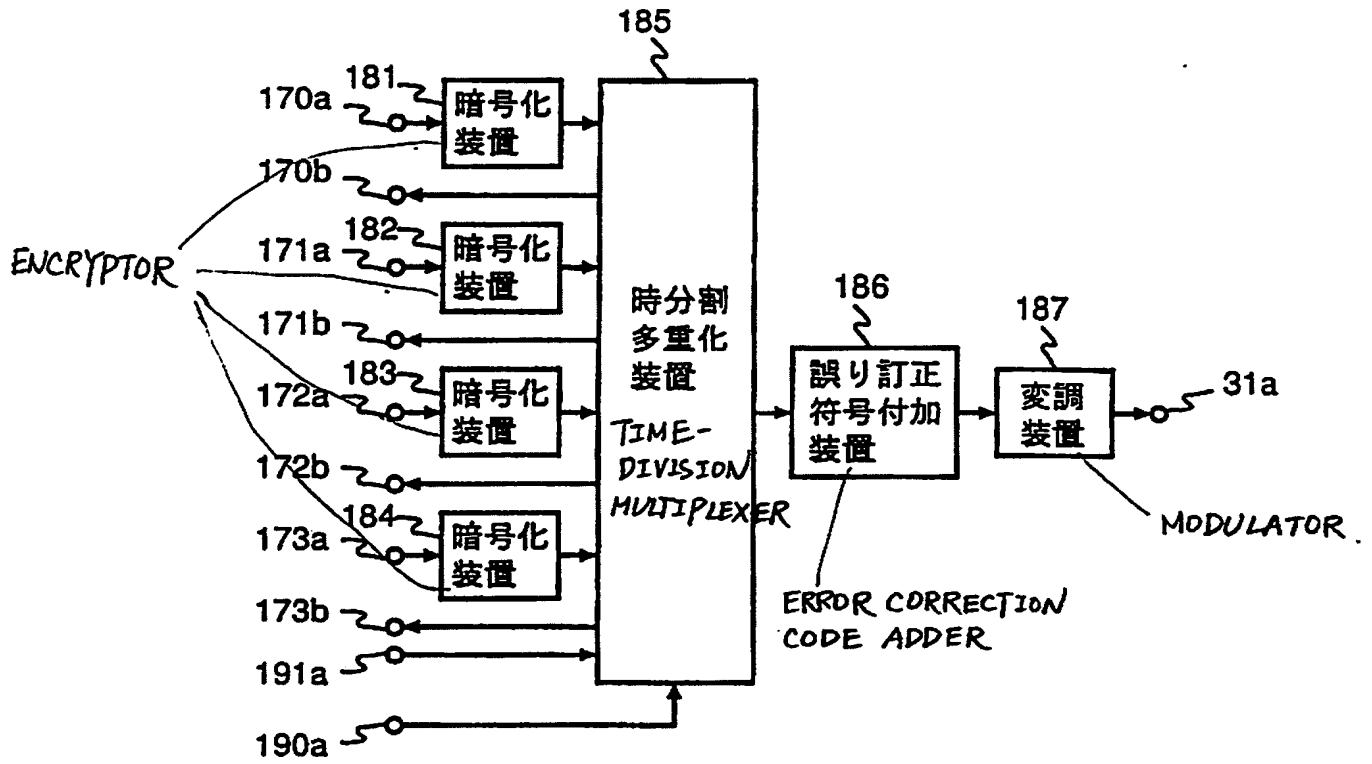 185
181
170a
暗号化
装置
170b
182
171a
暗号化
装置
ENCRYPTOR
171b
183
172a
暗号化
装置
172b
184
173a
暗号化
装置
173b
191a
190a
時分割
多重化
装置
TIME-
DIVISION
MULTIPLEXER
186
誤り訂正
符号付加
装置
ERROR CORRECTION
CODE ADDER
187
変調
装置
MODULATOR.
31a